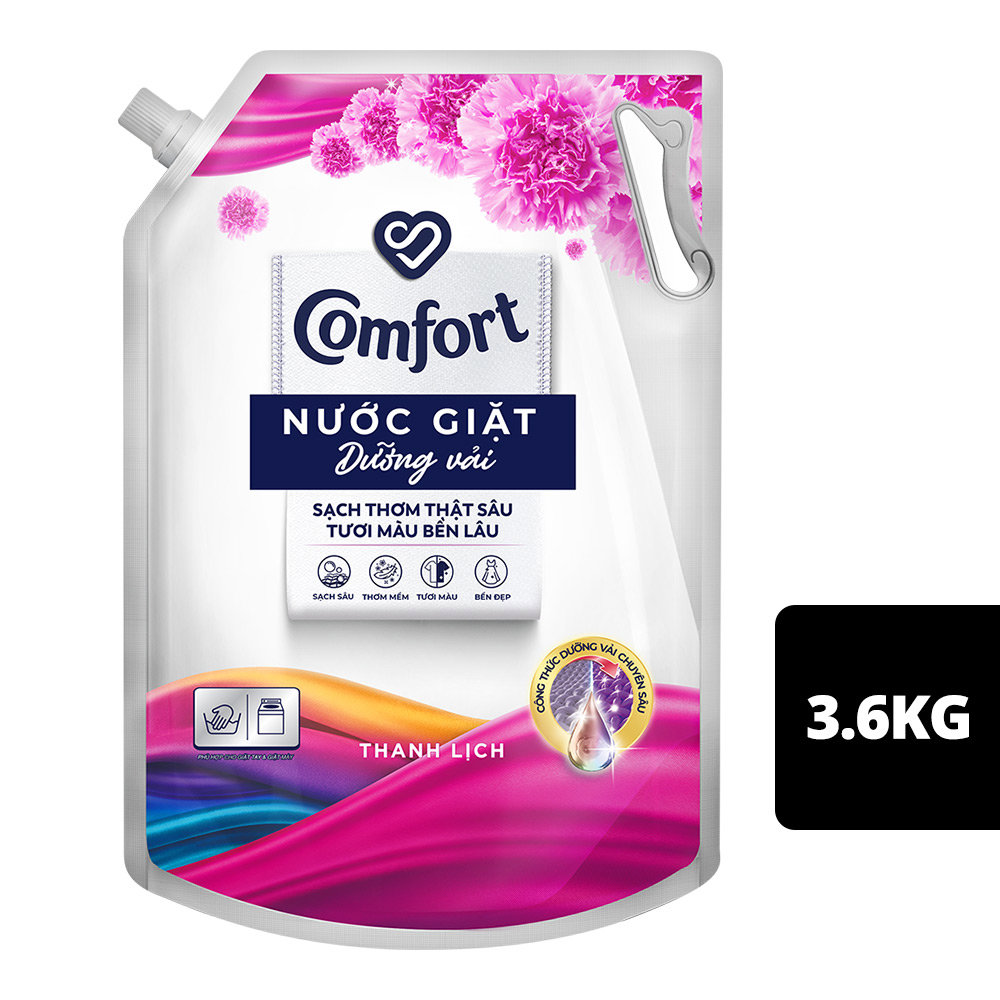 Comfort
NƯỚC GIẶT
Dưỡng vải
SẠCH THƠM THẬT SÂU
TƯƠI MÀU BỀN LÂU
SẠCH SÂU THƠM MỀM TƯƠI MÀU BỀN ĐẸP
CÔNG THỨC DƯỠNG VẢI CHUYÊN SÂU
3.6KG
THANH LỊCH
PHÙ HỢP CHO GIẶT TAY & GIẶT MÁY